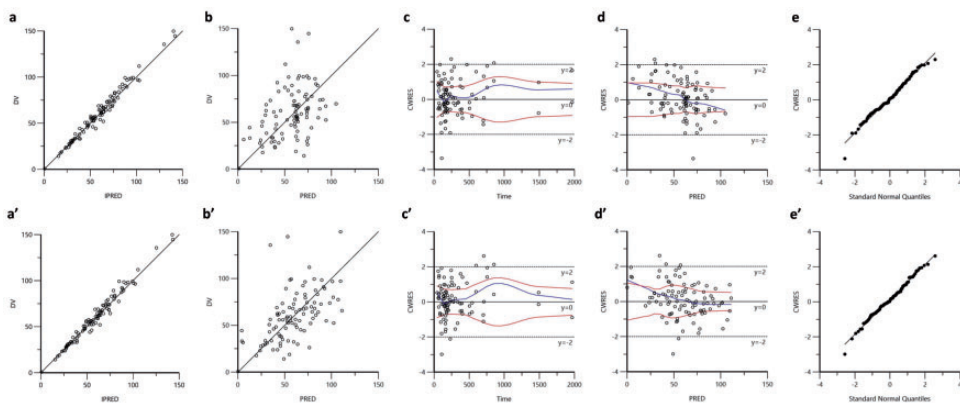 a b c d e
150 150 4 4 4
y=2 y=2
2 2 2
100 100
DV DV CWRES y=0 CWRES y=0 CWRES
0 0 0
50 50
-2 y=-2 -2 y=-2 -2
0 -4 -4 -4
0 50 100 150 0 50 100 150 0 500 1000 1500 2000 0 50 100 150 -4 -2 0 2 4
IPRED PRED Time PRED Standard Normal Quantiles
a' b' c' d' e'
150 150 4 4 4
y=2 y=2
2 2 2
100 100
DV DV CWRES y=0 CWRES y=0 CWRES
0 0 0
50 50
-2 y=-2 -2 y=-2 -2
0 0 -4 -4 -4
0 50 100 150 0 50 100 150 0 500 1000 1500 2000 0 50 100 150 -4 -2 0 2 4
IPRED PRED Time PRED Standard Normal Quantiles